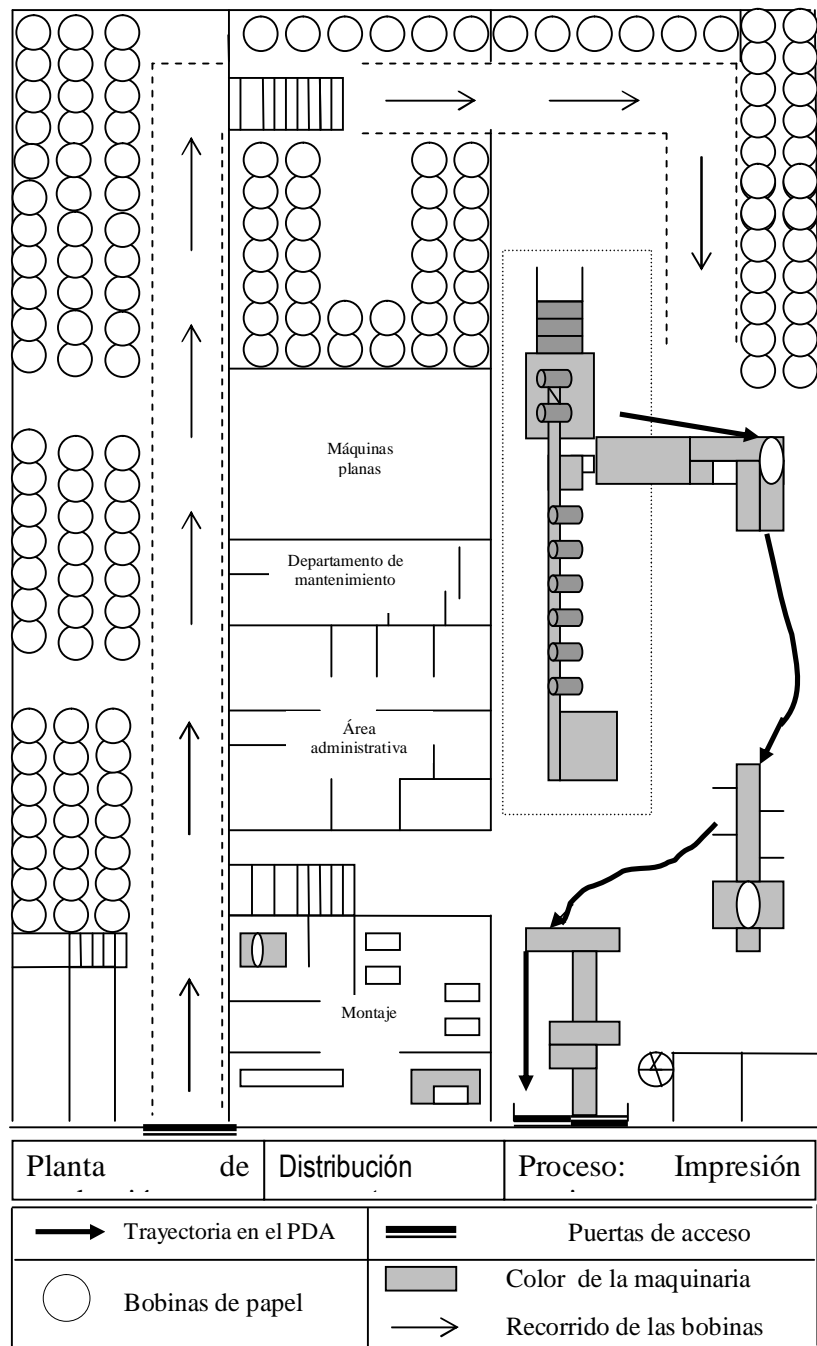 Máquinas
planas
Departamento de
mantenimiento
Área
administrativa
Montaje
Planta de
Distribución
Proceso: Impresión
Trayectoria en el PDA
Puertas de acceso
Bobinas de papel
Color de la maquinaria
Recorrido de las bobinas